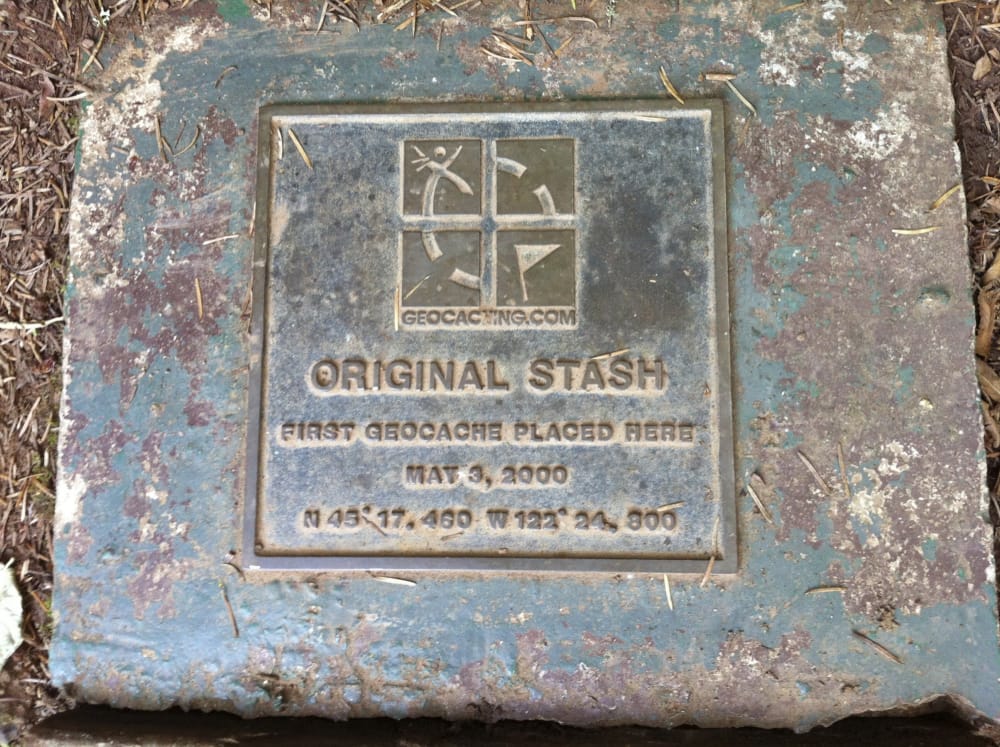 GEOCACHING.COM
ORIGINAL STASH
FIRST GEOCACHE PLACED HERE
MAY 3, 2000
N 45° 17. 460 W 122° 24. 800